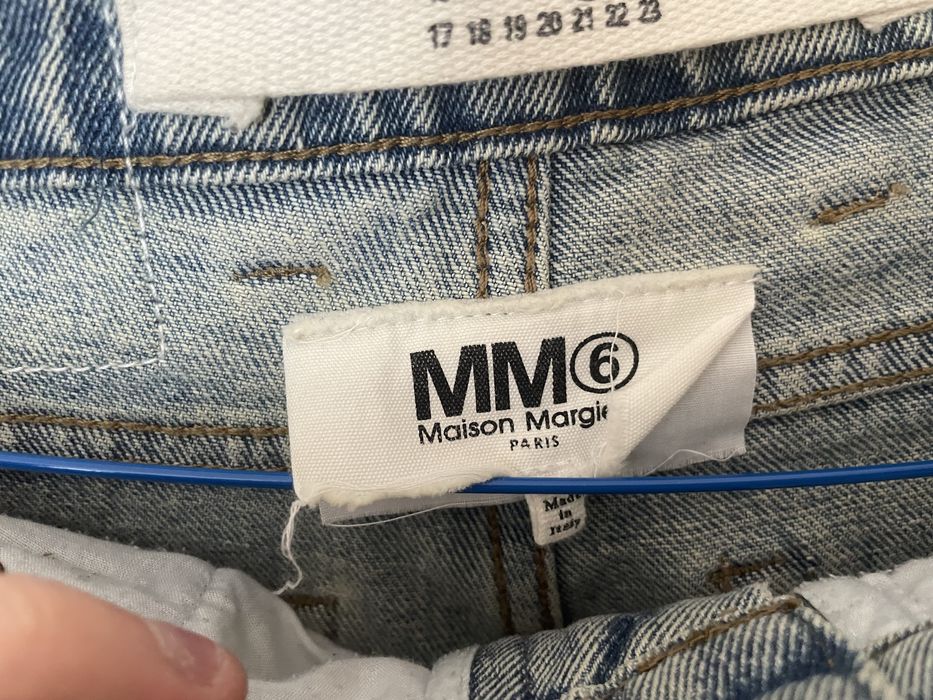 17 18 19 20 21 22 23
MM6
Maison Margie
PARIS
Made
in
Italy